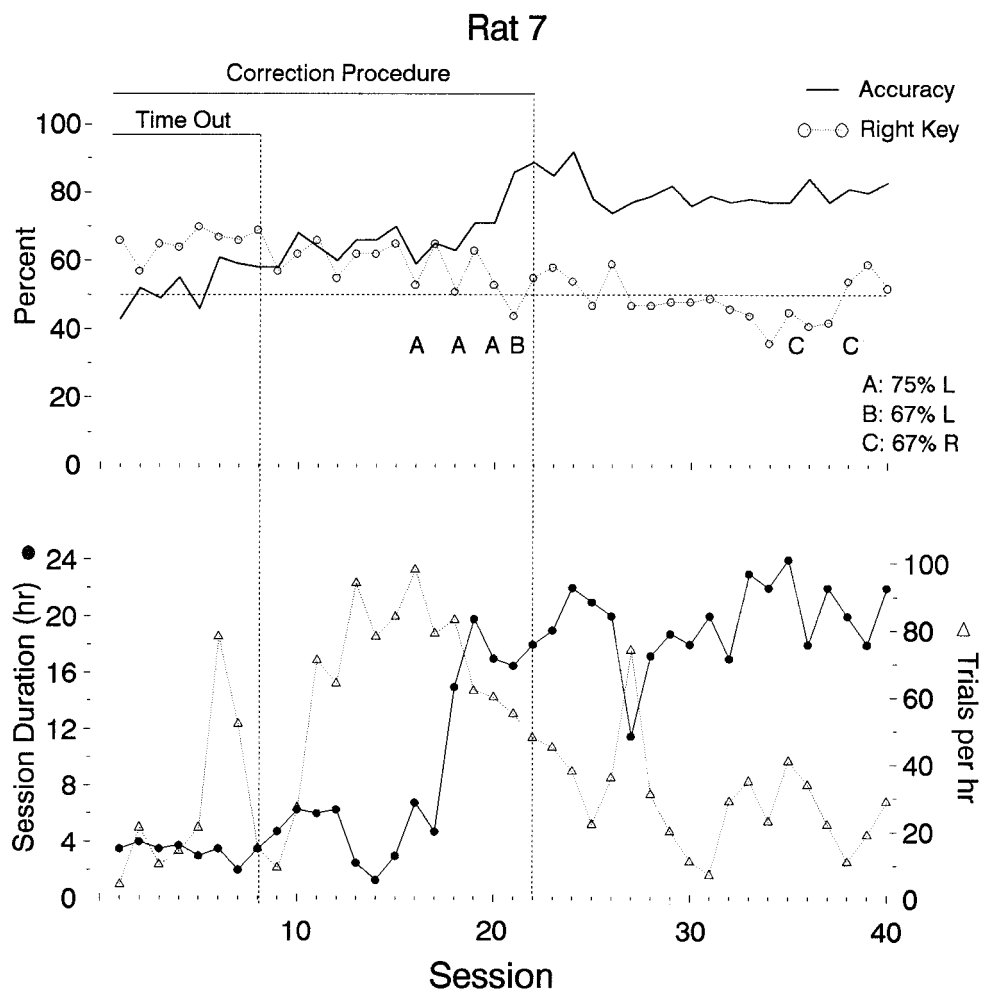 Rat 7
Correction Procedure
Time Out
Accuracy
Right Key
Percent
100
80
60
40
20
0
A A A B C C
A: 75% L
B: 67% L
C: 67% R
Session Duration (hr)
24
20
16
12
8
4
0
100
80
60
40
20
0
Trials per hr
10 20 30 40
Session